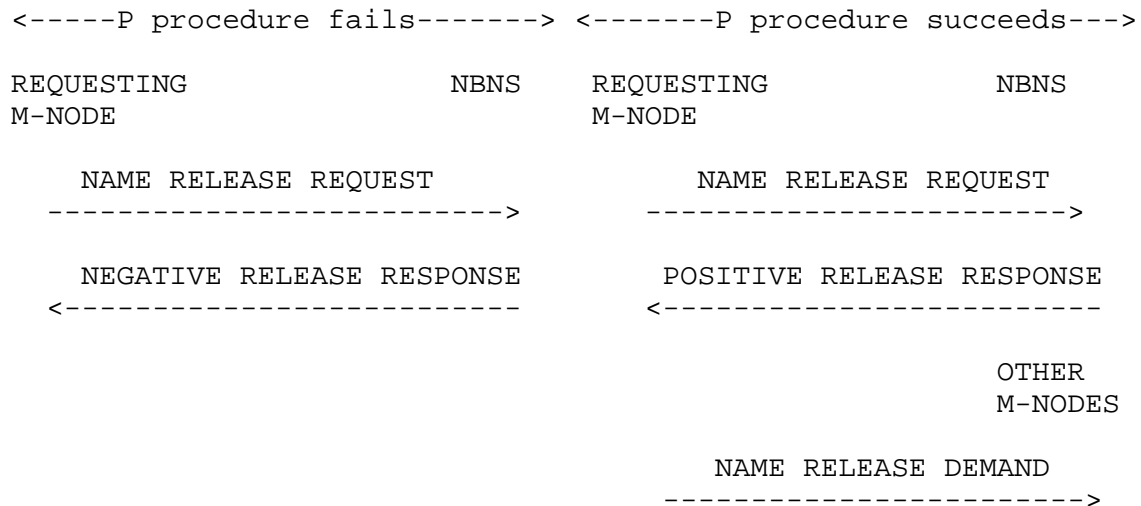 <-----P procedure fails-------> <-------P procedure succeeds--->
REQUESTING               NBNS    REQUESTING             NBNS
M-NODE                           M-NODE
NAME RELEASE REQUEST               NAME RELEASE REQUEST
-------------------------->       ------------------------>
NEGATIVE RELEASE RESPONSE        POSITIVE RELEASE RESPONSE
<--------------------------       <-------------------------
OTHER
M-NODES
NAME RELEASE DEMAND
------------------------>